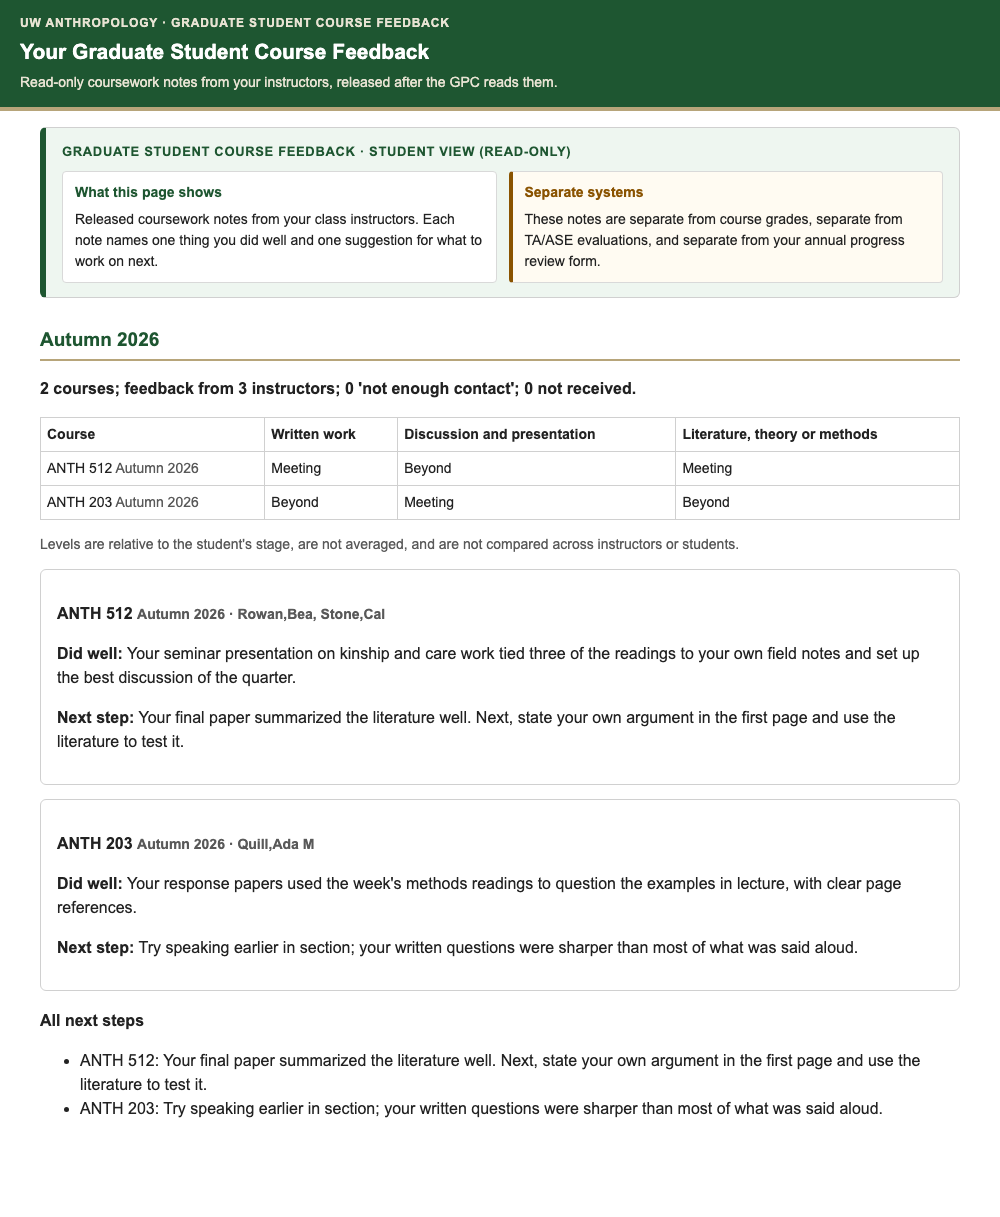 UW ANTHROPOLOGY · GRADUATE STUDENT COURSE FEEDBACK
Your Graduate Student Course Feedback
Read-only coursework notes from your instructors, released after the GPC reads them.
GRADUATE STUDENT COURSE FEEDBACK · STUDENT VIEW (READ-ONLY)
What this page shows
Released coursework notes from your class instructors. Each
note names one thing you did well and one suggestion for what to
work on next.
Separate systems
These notes are separate from course grades, separate from
TA/ASE evaluations, and separate from your annual progress
review form.
Autumn 2026
2 courses; feedback from 3 instructors; 0 'not enough contact'; 0 not received.
Course Written work Discussion and presentation Literature, theory or methods
ANTH 512 Autumn 2026 Meeting Beyond Meeting
ANTH 203 Autumn 2026 Beyond Meeting Beyond
Levels are relative to the student's stage, are not averaged, and are not compared across instructors or students.
ANTH 512 Autumn 2026 · Rowan,Bea, Stone,Cal
Did well: Your seminar presentation on kinship and care work tied three of the readings to your own field notes and set up
the best discussion of the quarter.
Next step: Your final paper summarized the literature well. Next, state your own argument in the first page and use the
literature to test it.
ANTH 203 Autumn 2026 · Quill,Ada M
Did well: Your response papers used the week's methods readings to question the examples in lecture, with clear page
references.
Next step: Try speaking earlier in section; your written questions were sharper than most of what was said aloud.
All next steps
• ANTH 512: Your final paper summarized the literature well. Next, state your own argument in the first page and use the
literature to test it.
• ANTH 203: Try speaking earlier in section; your written questions were sharper than most of what was said aloud.